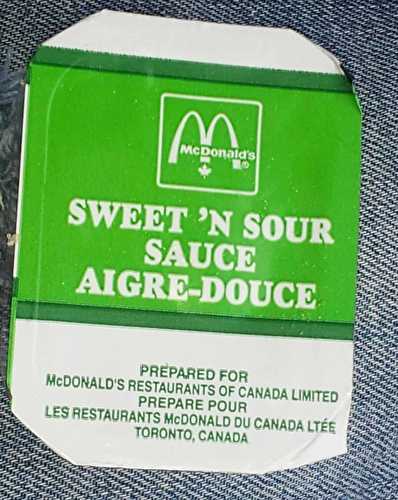 McDonald's
SWEET 'N SOUR
SAUCE
AIGRE-DOUCE
PREPARED FOR
McDONALD'S RESTAURANTS OF CANADA LIMITED
PREPARE POUR
LES RESTAURANTS McDONALD DU CANADA LTÉE
TORONTO, CANADA